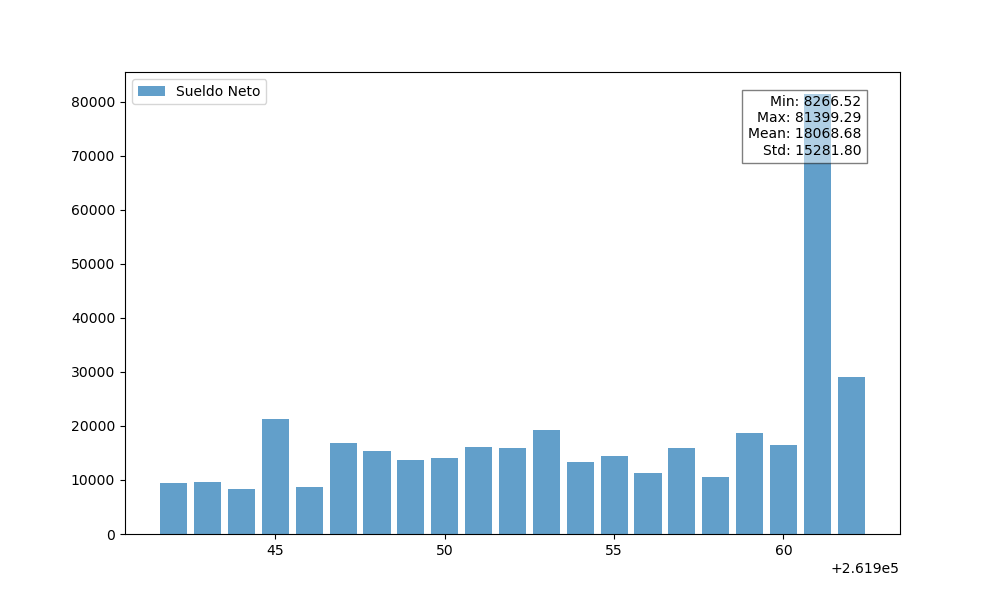 Sueldo Neto
Min: 8266.52
Max: 81399.29
Mean: 18068.68
Std: 15281.80
80000
70000
60000
50000
40000
30000
20000
10000
0
45 50 55 60
+2.619e5